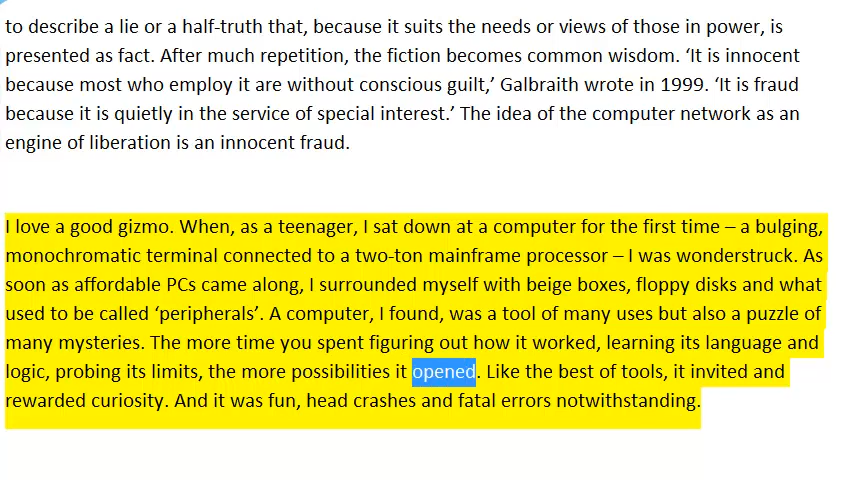 to describe a lie or a half-truth that, because it suits the needs or views of those in power, is
presented as fact. After much repetition, the fiction becomes common wisdom. ‘It is innocent
because most who employ it are without conscious guilt,’ Galbraith wrote in 1999. ‘It is fraud
because it is quietly in the service of special interest.’ The idea of the computer network as an
engine of liberation is an innocent fraud.
I love a good gizmo. When, as a teenager, I sat down at a computer for the first time – a bulging,
monochromatic terminal connected to a two-ton mainframe processor – I was wonderstruck. As
soon as affordable PCs came along, I surrounded myself with beige boxes, floppy disks and what
used to be called ‘peripherals’. A computer, I found, was a tool of many uses but also a puzzle of
many mysteries. The more time you spent figuring out how it worked, learning its language and
logic, probing its limits, the more possibilities it opened. Like the best of tools, it invited and
rewarded curiosity. And it was fun, head crashes and fatal errors notwithstanding.